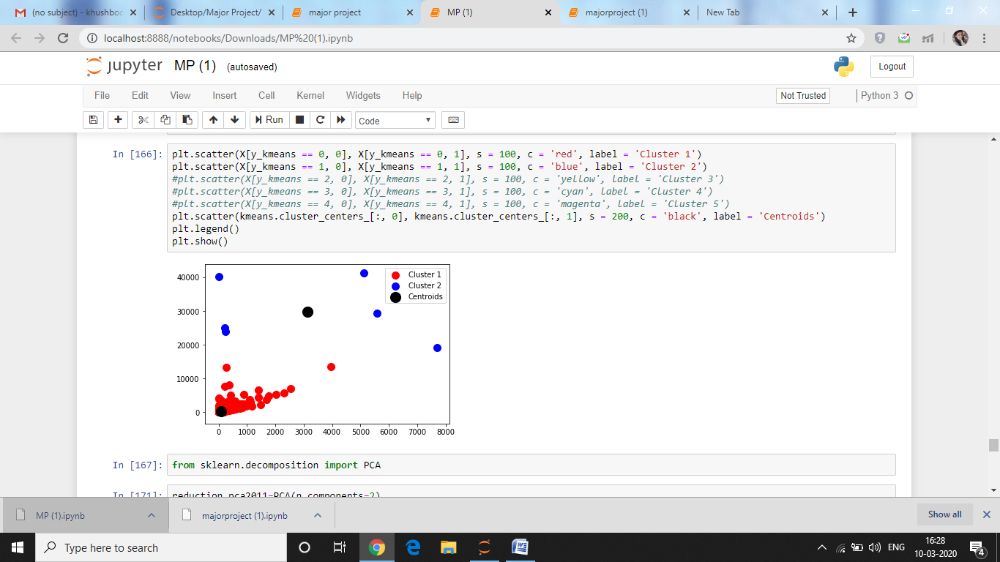 (no subject) - khushboo
Desktop/Major Project/
major project
MP (1)
majorproject (1)
New Tab
localhost:8888/notebooks/Downloads/MP%20(1).ipynb
jupyter MP (1) (autosaved)
Logout
File Edit View Insert Cell Kernel Widgets Help
Not Trusted
Python 3
Run
Code
In [166]:
plt.scatter(X[y_kmeans == 0, 0], X[y_kmeans == 0, 1], s = 100, c = 'red', label = 'Cluster 1')
plt.scatter(X[y_kmeans == 1, 0], X[y_kmeans == 1, 1], s = 100, c = 'blue', label = 'Cluster 2')
#plt.scatter(X[y_kmeans == 2, 0], X[y_kmeans == 2, 1], s = 100, c = 'yellow', label = 'Cluster 3')
#plt.scatter(X[y_kmeans == 3, 0], X[y_kmeans == 3, 1], s = 100, c = 'cyan', label = 'Cluster 4')
#plt.scatter(X[y_kmeans == 4, 0], X[y_kmeans == 4, 1], s = 100, c = 'magenta', label = 'Cluster 5')
plt.scatter(kmeans.cluster_centers_[:, 0], kmeans.cluster_centers_[:, 1], s = 200, c = 'black', label = 'Centroids')
plt.legend()
plt.show()
40000
30000
20000
10000
0
Cluster 1
Cluster 2
Centroids
0 1000 2000 3000 4000 5000 6000 7000 8000
In [167]:
from sklearn.decomposition import PCA
In [171]:
reduction_pca2011=PCA(n_components=2)
MP (1).ipynb
majorproject (1).ipynb
Show all
Type here to search
ENG
16:28
10-03-2020
4